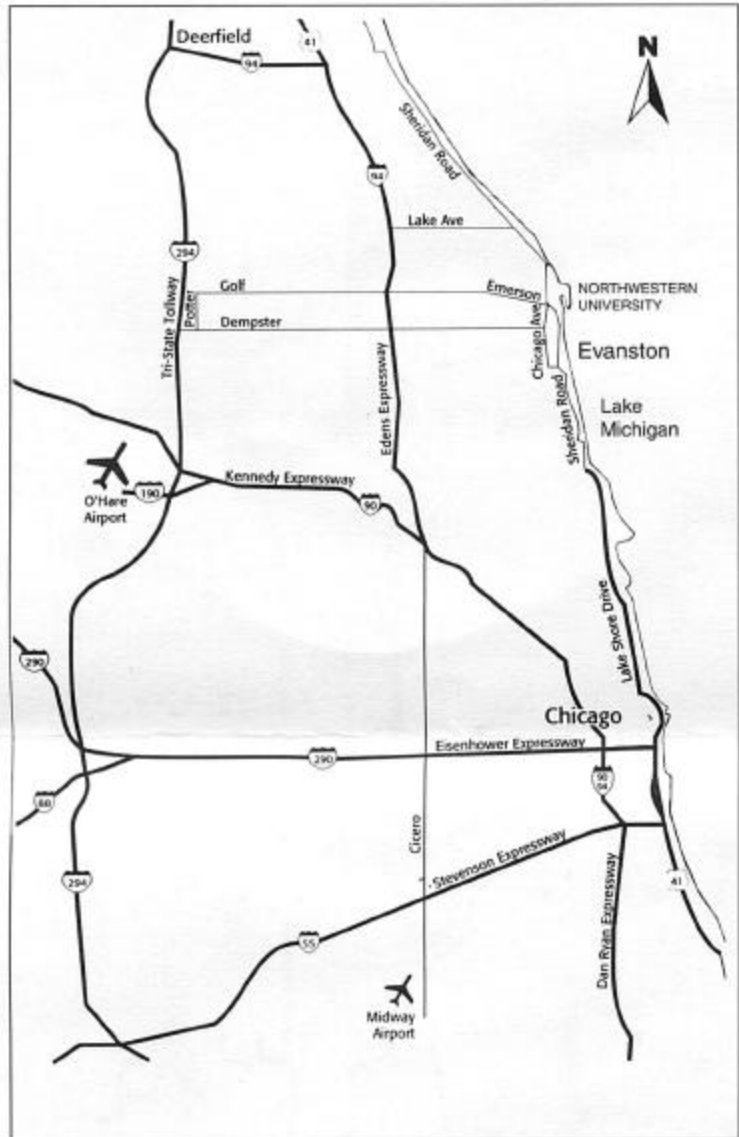 Deerfield
41
94
N
Sheridan Road
94
Lake Ave
294
Golf
Emerson
NORTHWESTERN
UNIVERSITY
Potter
Dempster
Chicago Ave
Tri-State Tollway
Edens Expressway
Evanston
Sheridan Road
Lake
Michigan
Kennedy Expressway
190
90
O'Hare
Airport
Lake Shore Drive
290
Chicago
Eisenhower Expressway
290
90
94
88
Cicero
Stevenson Expressway
294
41
55
Dan Ryan Expressway
Midway
Airport